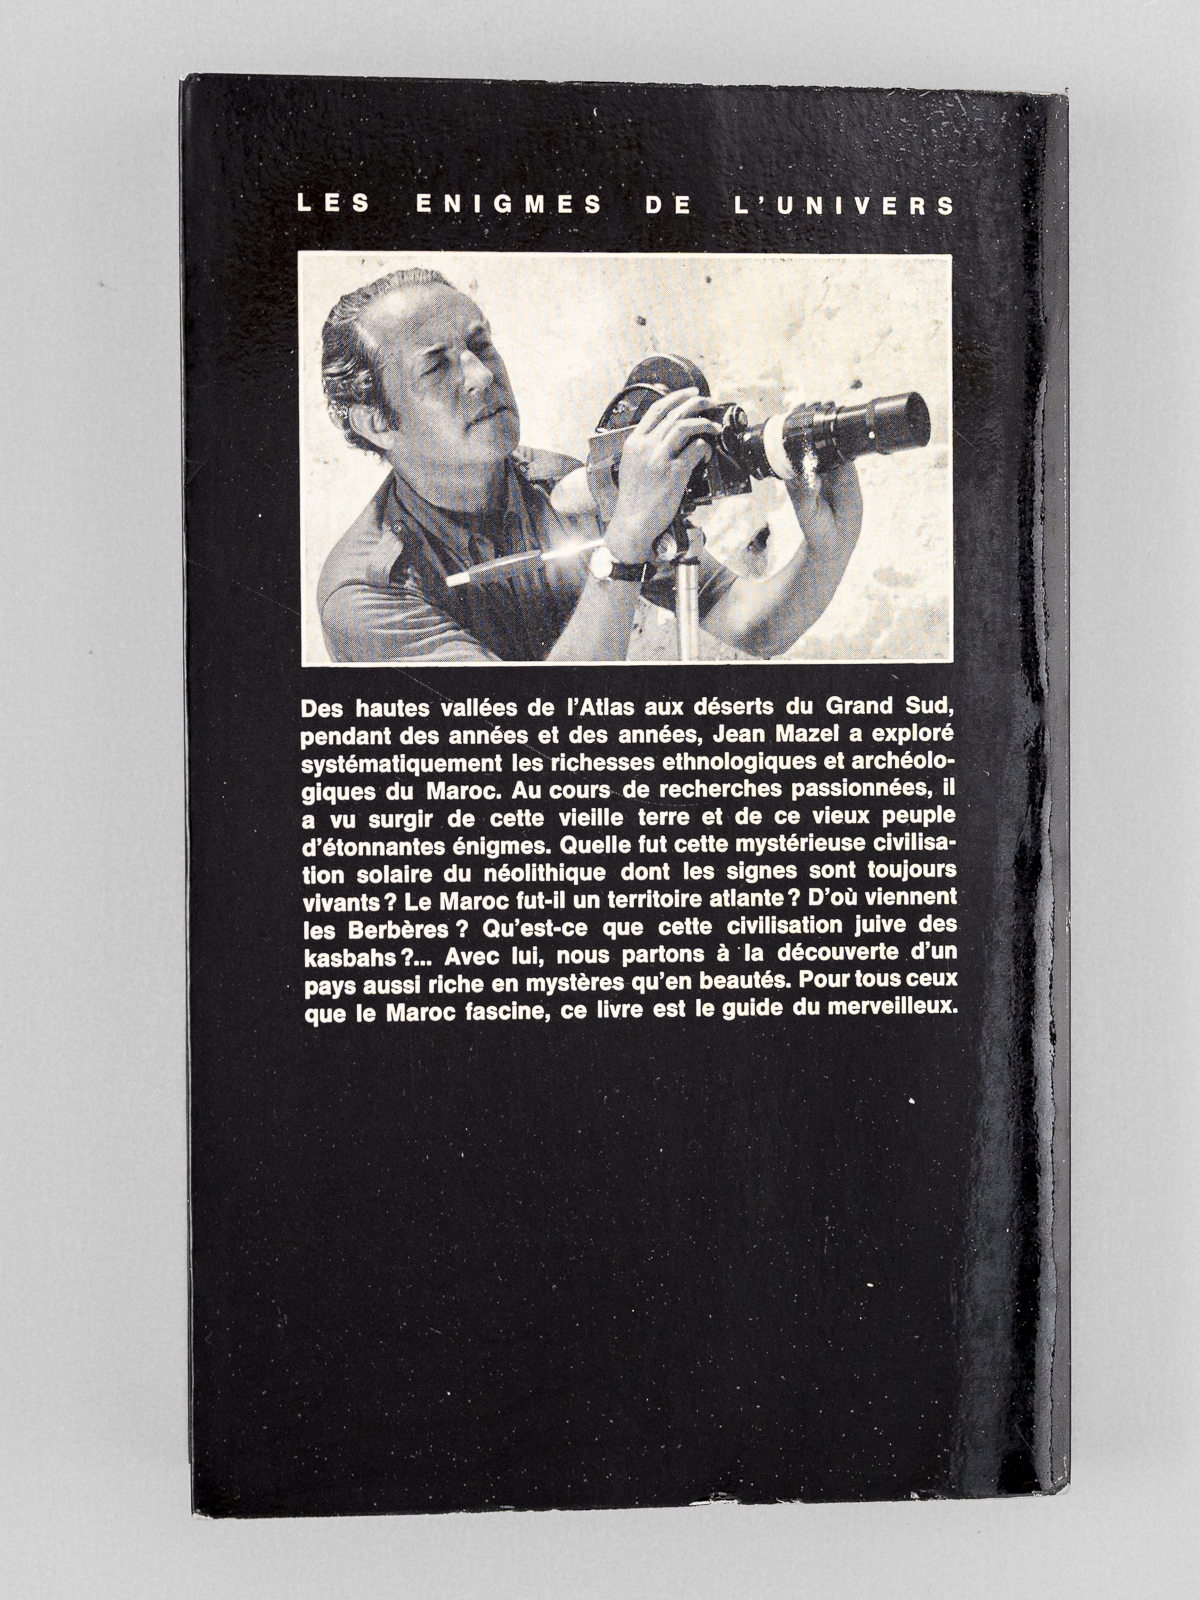 LES ENIGMES DE L'UNIVERS
Des hautes vallées de l'Atlas aux déserts du Grand Sud,
pendant des années et des années, Jean Mazel a exploré
systématiquement les richesses ethnologiques et archéolo-
giques du Maroc. Au cours de recherches passionnées, il
a vu surgir de cette vieille terre et de ce vieux peuple
d'étonnantes énigmes. Quelle fut cette mystérieuse civilisa-
tion solaire du néolithique dont les signes sont toujours
vivants ? Le Maroc fut-il un territoire atlante ? D'où viennent
les Berbères ? Qu'est-ce que cette civilisation juive des
kasbahs ?... Avec lui, nous partons à la découverte d'un
pays aussi riche en mystères qu'en beautés. Pour tous ceux
que le Maroc fascine, ce livre est le guide du merveilleux.